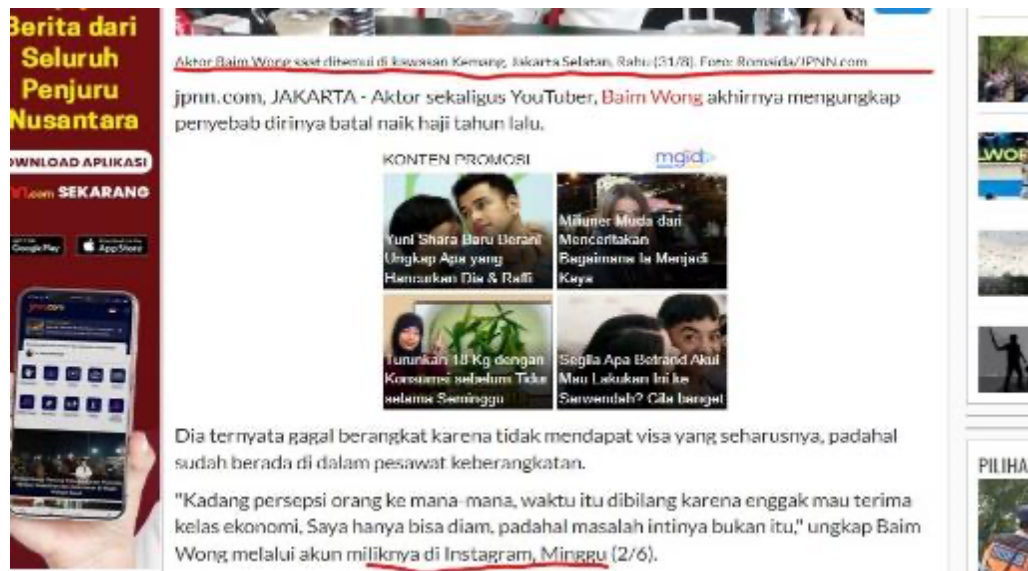 Berita dari
Seluruh
Penjuru
Nusantara
DOWNLOAD APLIKASI
SEKARANG
Google Play
App Store
Aktor Baim Wong saat ditemui di kawasan Kemang, Jakarta Selatan, Rabu (31/8). Foto: Romaida/JPNN.com
jpnn.com, JAKARTA - Aktor sekaligus YouTuber, Baim Wong akhirnya mengungkap
penyebab dirinya batal naik haji tahun lalu.
KONTEN PROMOSI
mgid
Yuni Shara Baru Berani
Ungkap Apa yang
Hancurkan Dia & Raffi
Miliuner Muda dari
Menceritakan
Bagaimana Ia Menjadi
Kaya
Turunkan 18 Kg dengan
Konsumsi sebelum Tidur
selama Seminggu
Segila Apa Betrand
Mau Lakukan Ini ke
Sarwendah? Gila banget
Dia ternyata gagal berangkat karena tidak mendapat visa yang seharusnya, padahal
sudah berada di dalam pesawat keberangkatan.
"Kadang persepsi orang ke mana-mana, waktu itu dibilang karena enggak mau terima
kelas ekonomi, Saya hanya bisa diam, padahal masalah intinya bukan itu," ungkap Baim
Wong melalui akun miliknya di Instagram, Minggu (2/6).
PILIHA